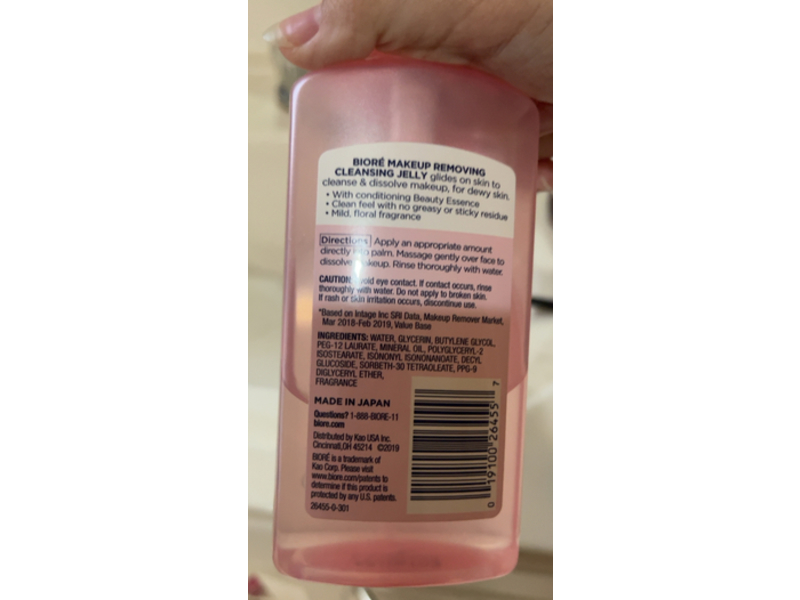 BIORÉ MAKEUP REMOVING
CLEANSING JELLY glides on skin to
cleanse & dissolve makeup, for dewy skin.
• With conditioning Beauty Essence
• Clean feel with no greasy or sticky residue
• Mild, floral fragrance
Directions Apply an appropriate amount
directly into palm. Massage gently over face to
dissolve makeup. Rinse thoroughly with water.
CAUTION: Avoid eye contact. If contact occurs, rinse
thoroughly with water. Do not apply to broken skin.
If rash or skin irritation occurs, discontinue use.
*Based on Intage Inc SRI Data, Makeup Remover Market,
Mar 2018-Feb 2019, Value Base
INGREDIENTS: WATER, GLYCERIN, BUTYLENE GLYCOL,
PEG-12 LAURATE, MINERAL OIL, POLYGLYCERYL-2
ISOSTEARATE, ISONONYL ISONONANOATE, DECYL
GLUCOSIDE, SORBETH-30 TETRAOLEATE, PPG-9
DIGLYCERYL ETHER,
FRAGRANCE
MADE IN JAPAN
Questions? 1-888-BIORE-11
biore.com
Distributed by Kao USA Inc.
Cincinnati, OH 45214 ©2019
BIORÉ is a trademark of
Kao Corp. Please visit
www.biore.com/patents to
determine if this product is
protected by any U.S. patents.
26455-0-301
0 19100 26455 7